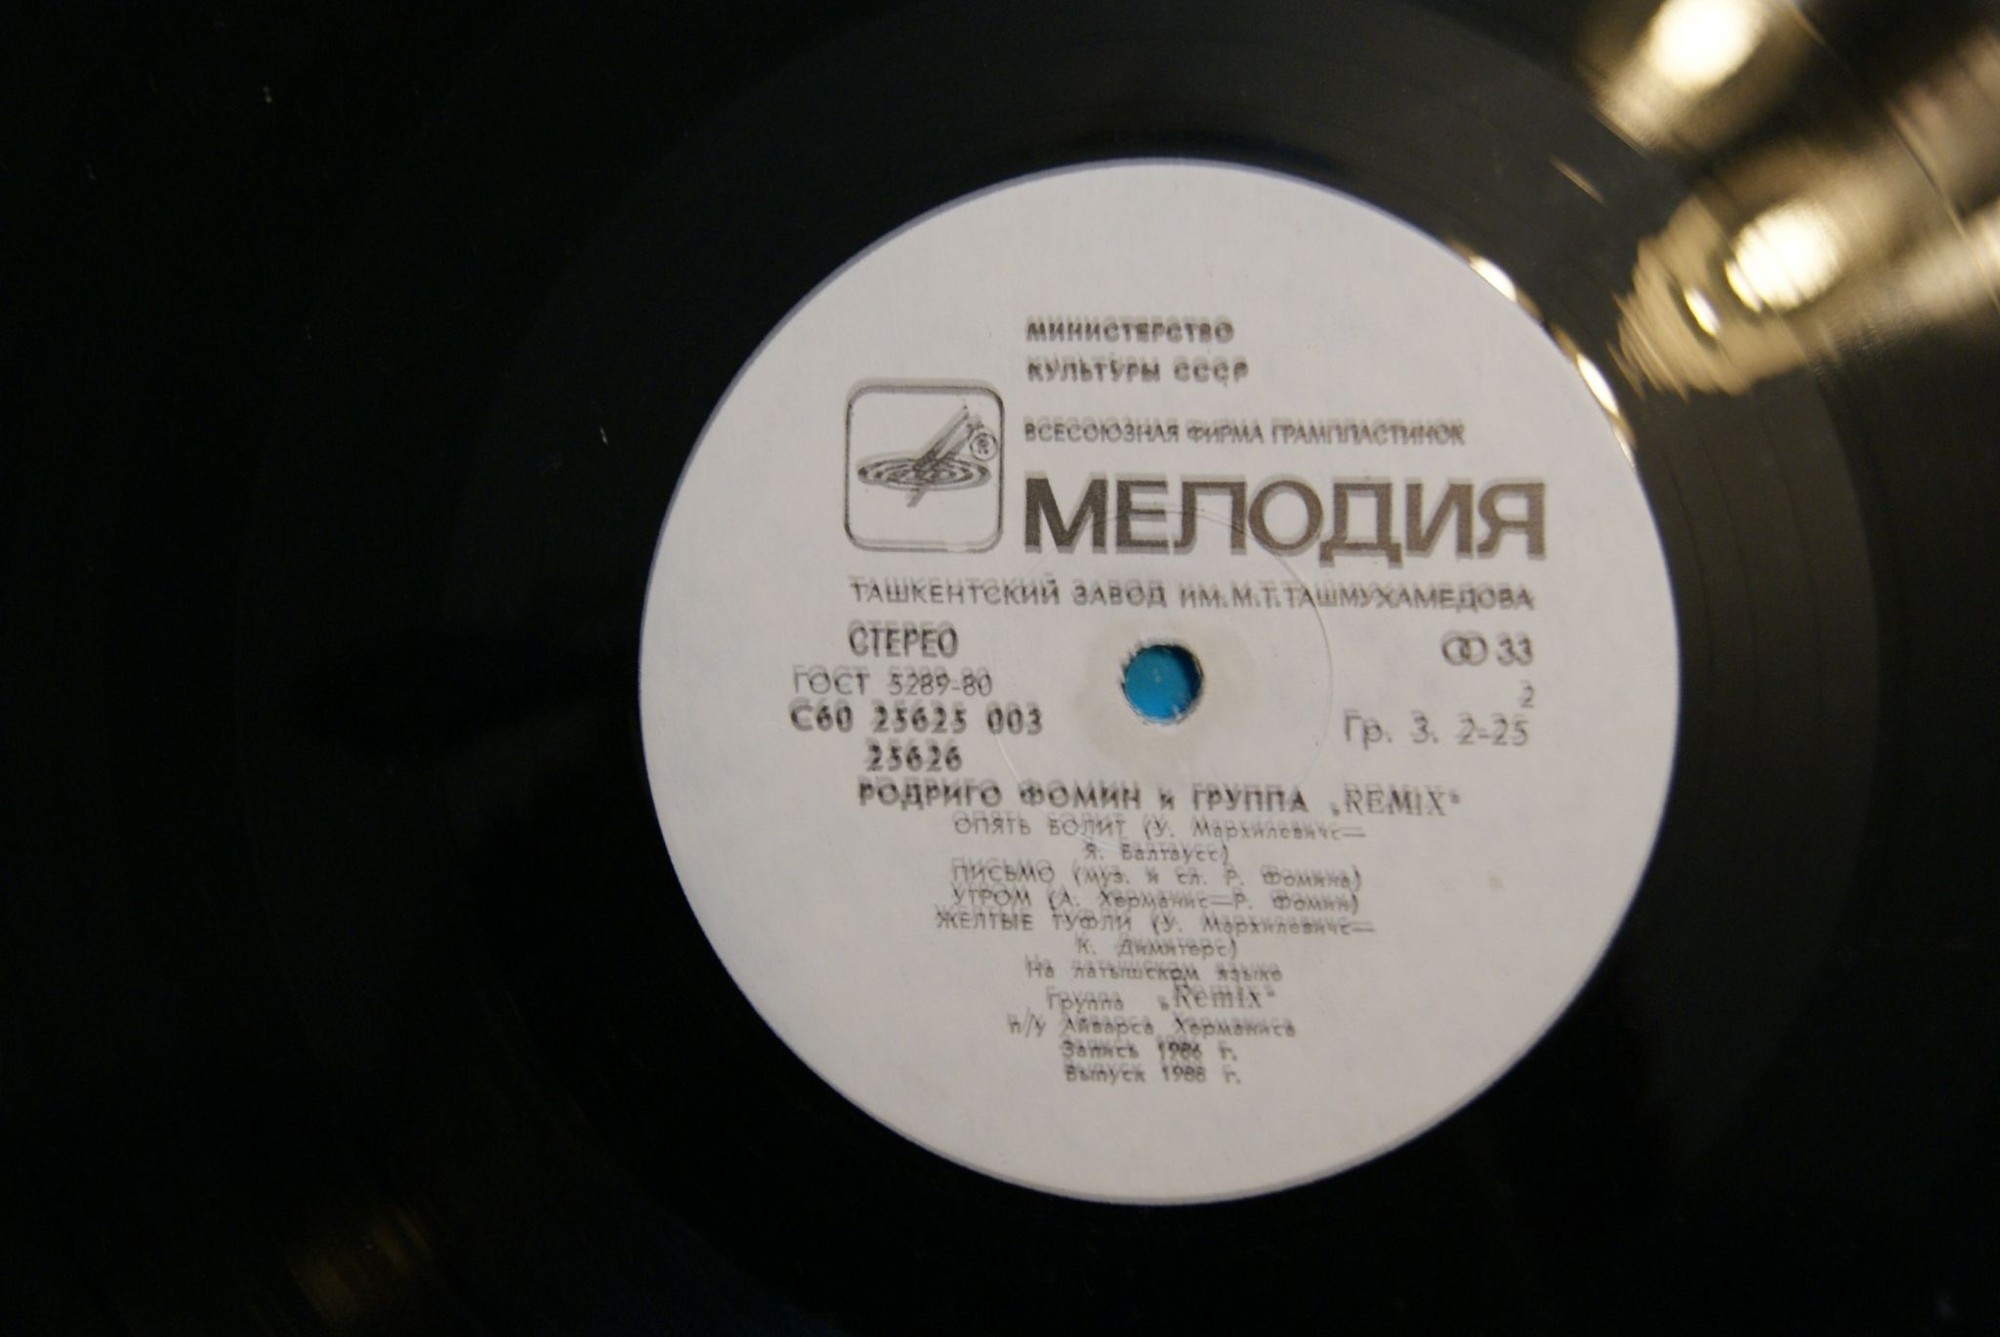 МИНИСТЕРСТВО
КУЛЬТУРЫ СССР
ВСЕСОЮЗНАЯ ФИРМА ГРАМПЛАСТИНОК
МЕЛОДИЯ
ТАШКЕНТСКИЙ ЗАВОД ИМ. М.Т.ТАШМУХАМЕДОВА
СТЕРЕО
33
ГОСТ 5289-80
2
С60 25625 003
Гр. 3. 2-25
25626
РОДРИГО ФОМИН и ГРУППА „REMIX“
ОПЯТЬ БОЛИТ (У. Мархилевичс—
Я. Балтаусс)
ПИСЬМО (муз. и сл. Р. Фомина)
УТРОМ (А. Херманис—Р. Фомин)
ЖЕЛТЫЕ ТУФЛИ (У. Мархилевичс—
К. Димитерс)
На латышском языке
Группа „Remix“
п/у Айварса Херманиса
Запись 1986 г.
Выпуск 1988 г.